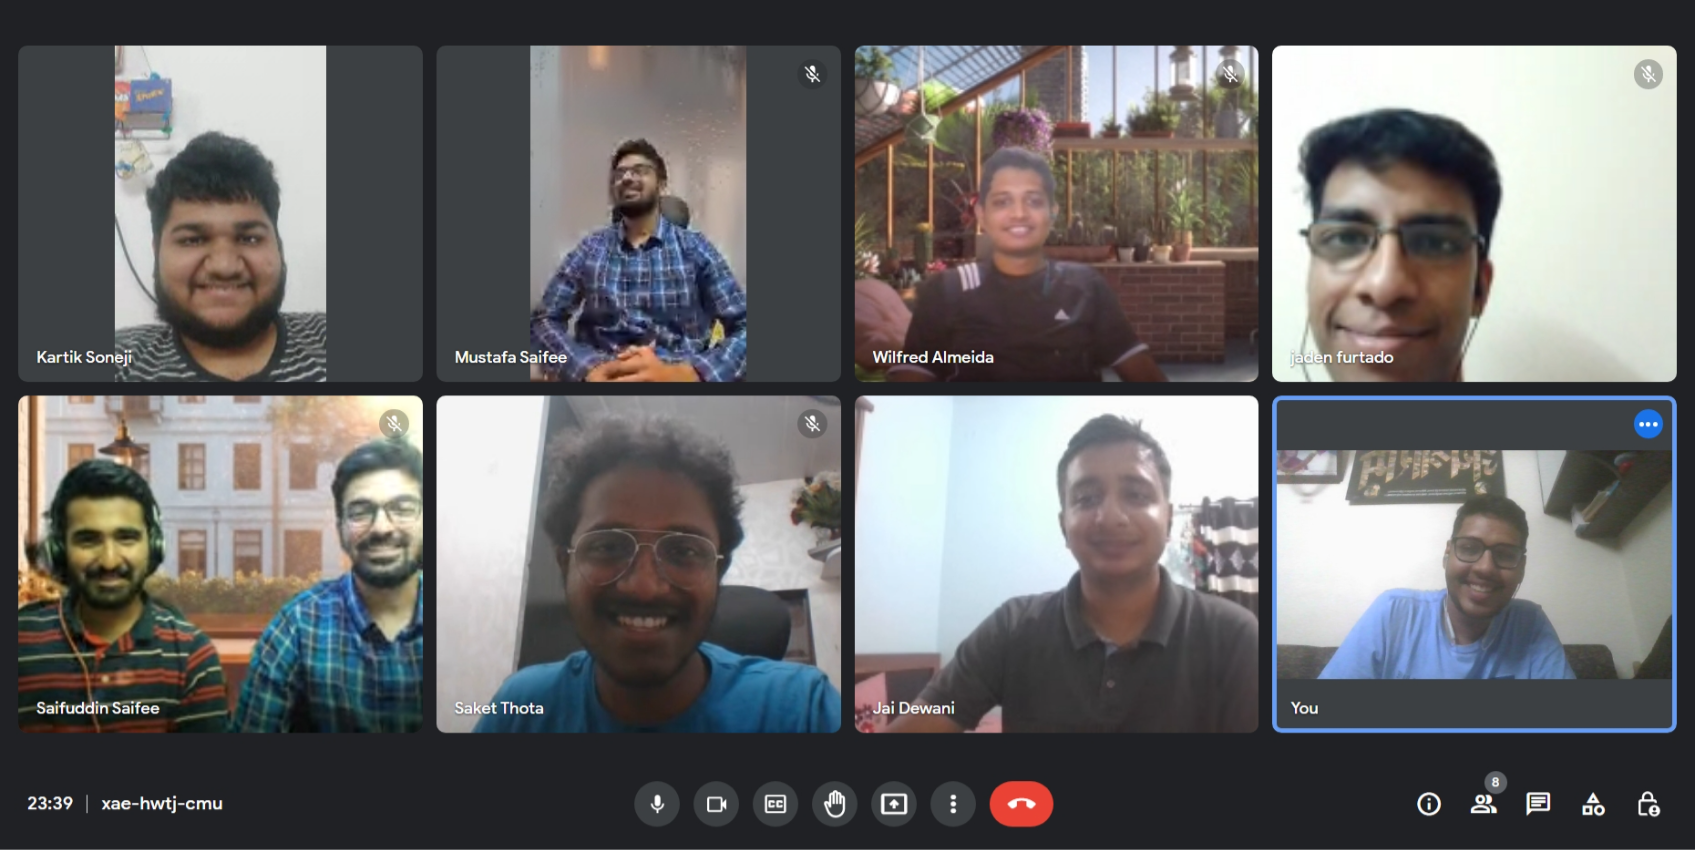 Kartik Soneji
Mustafa Saifee
Wilfred Almeida
jaden furtado
Saifuddin Saifee
Saket Thota
Jai Dewani
You
23:39 | xae-hwtj-cmu
CC
8